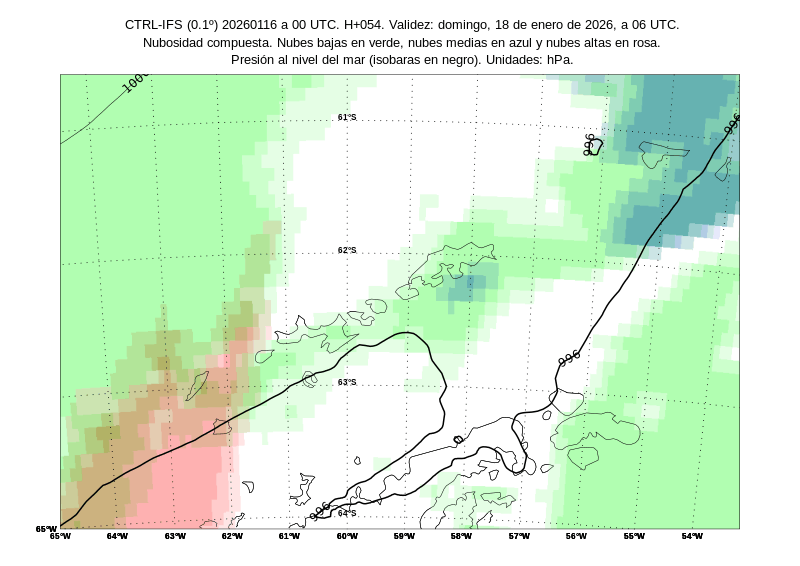 CTRL-IFS (0.1º) 20260116 a 00 UTC. H+054. Validez: domingo, 18 de enero de 2026, a 06 UTC.
Nubosidad compuesta. Nubes bajas en verde, nubes medias en azul y nubes altas en rosa.
Presión al nivel del mar (isobaras en negro). Unidades: hPa.
61°S
996
996
62°S
996
63°S
996
64°S
65°W
65°W 64°W 63°W 62°W 61°W 60°W 59°W 58°W 57°W 56°W 55°W 54°W